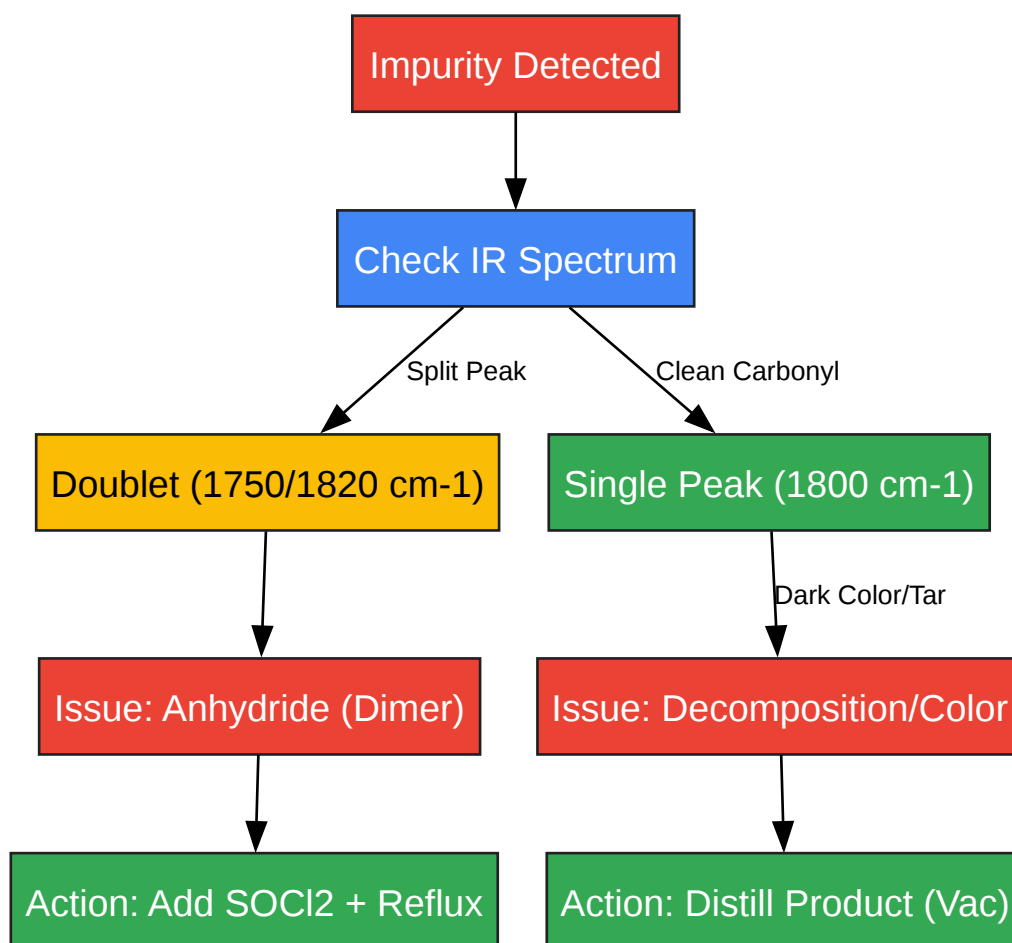 Impurity Detected
Check IR Spectrum
Split Peak
Clean Carbonyl
Doublet (1750/1820 cm-1)
Single Peak (1800 cm-1)
Dark Color/Tar
Issue: Anhydride (Dimer)
Issue: Decomposition/Color
Action: Add SOCl2 + Reflux
Action: Distill Product (Vac)